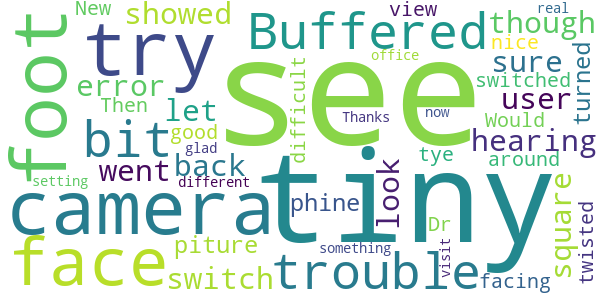 New showed view real
foot try Buffered though
office nice
error see sure switched turned
Then let difficult user
bit good Thanks now Would hearing
glad went back tye around
setting different look
camera tiny phine square twisted
Dr
face piture something visit
switch trouble facing